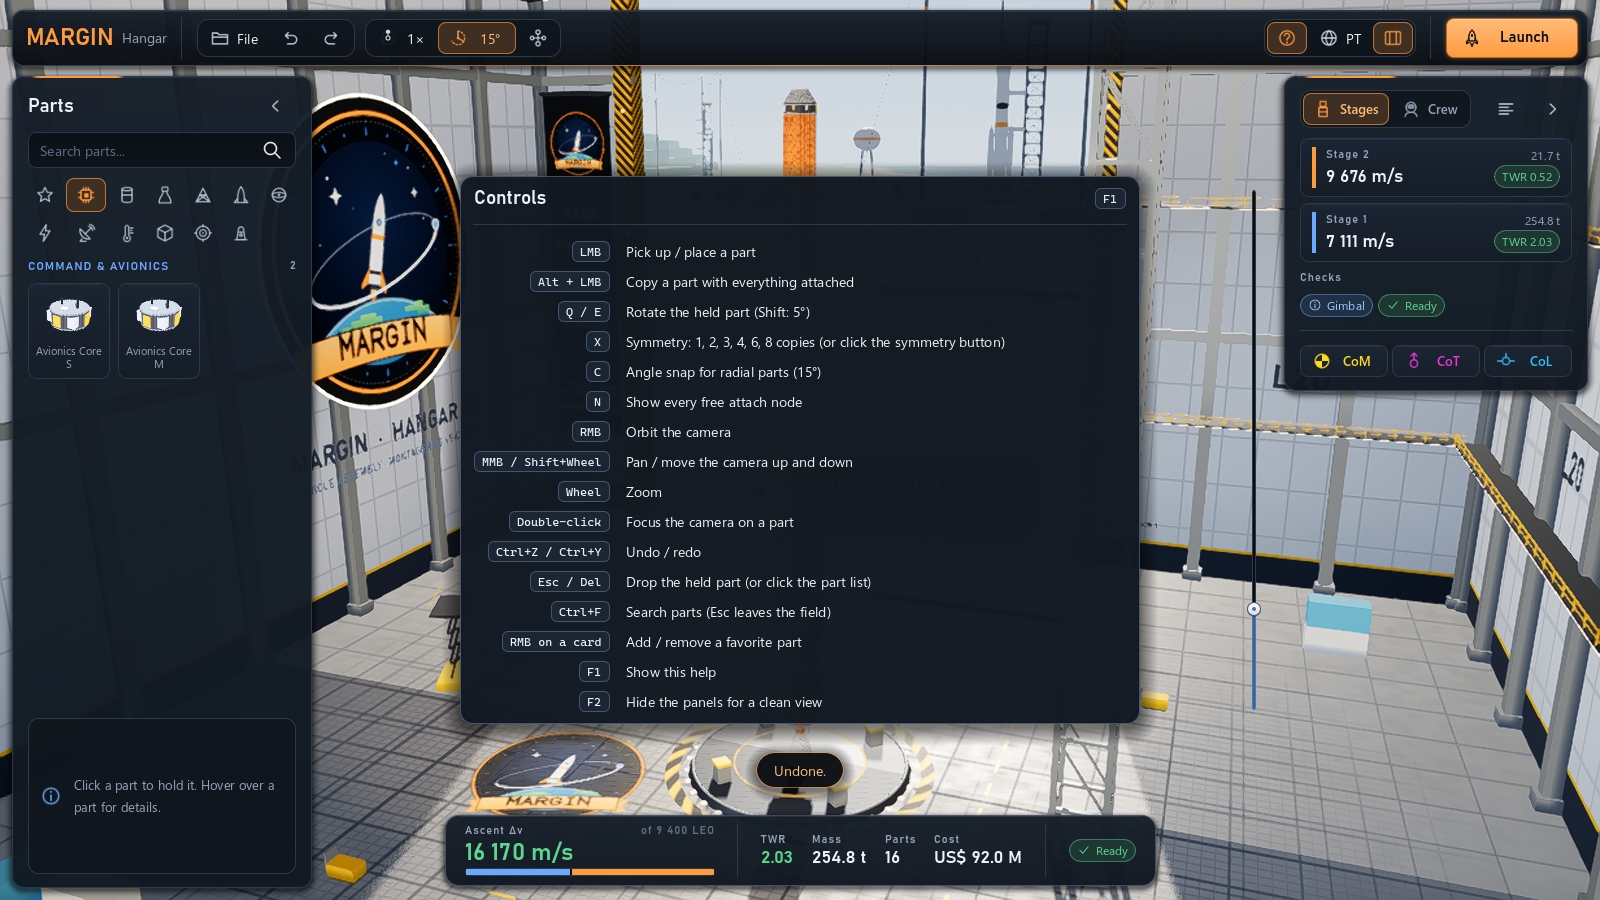 MARGIN Hangar
File
1×
15°
PT
Launch
Parts
Search parts...
COMMAND & AVIONICS 2
Avionics Core S
Avionics Core M
Click a part to hold it. Hover over a
part for details.
MARGIN
MARGIN · HANGAR
Controls F1
LMB Pick up / place a part
Alt + LMB Copy a part with everything attached
Q / E Rotate the held part (Shift: 5°)
X Symmetry: 1, 2, 3, 4, 6, 8 copies (or click the symmetry button)
C Angle snap for radial parts (15°)
N Show every free attach node
RMB Orbit the camera
MMB / Shift+Wheel Pan / move the camera up and down
Wheel Zoom
Double-click Focus the camera on a part
Ctrl+Z / Ctrl+Y Undo / redo
Esc / Del Drop the held part (or click the part list)
Ctrl+F Search parts (Esc leaves the field)
RMB on a card Add / remove a favorite part
F1 Show this help
F2 Hide the panels for a clean view
Stages Crew
Stage 2 21.7 t
9 676 m/s TWR 0.52
Stage 1 254.8 t
7 111 m/s TWR 2.03
Checks
Gimbal Ready
CoM CoT CoL
L20
MARGIN
Undone.
Ascent Δv of 9 400 LEO
16 170 m/s
TWR Mass Parts Cost
2.03 254.8 t 16 US$ 92.0 M
Ready